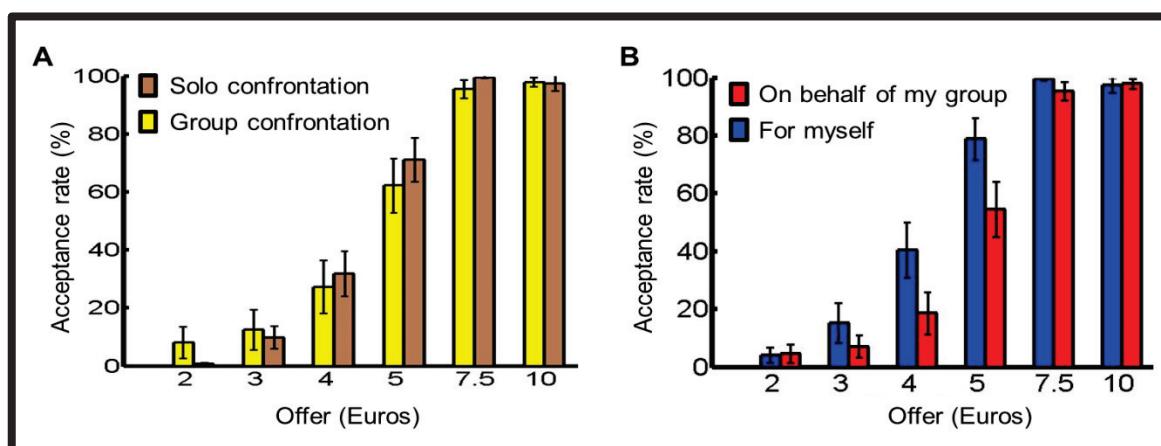 A
B
Solo confrontation
Group confrontation
On behalf of my group
For myself
Acceptance rate (%)
100
80
60
40
20
0
2 3 4 5 7.5 10
Offer (Euros)
Acceptance rate (%)
100
80
60
40
20
0
2 3 4 5 7.5 10
Offer (Euros)